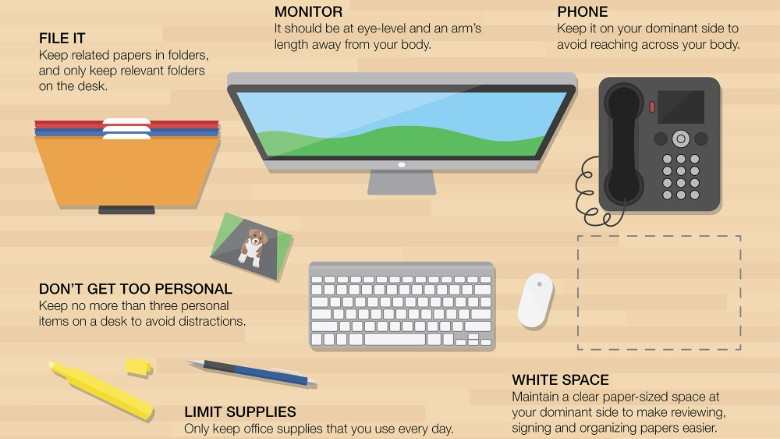 MONITOR
It should be at eye-level and an arm's
length away from your body.
PHONE
Keep it on your dominant side to
avoid reaching across your body.
FILE IT
Keep related papers in folders,
and only keep relevant folders
on the desk.
DON'T GET TOO PERSONAL
Keep no more than three personal
items on a desk to avoid distractions.
WHITE SPACE
Maintain a clear paper-sized space at
your dominant side to make reviewing,
signing and organizing papers easier.
LIMIT SUPPLIES
Only keep office supplies that you use every day.